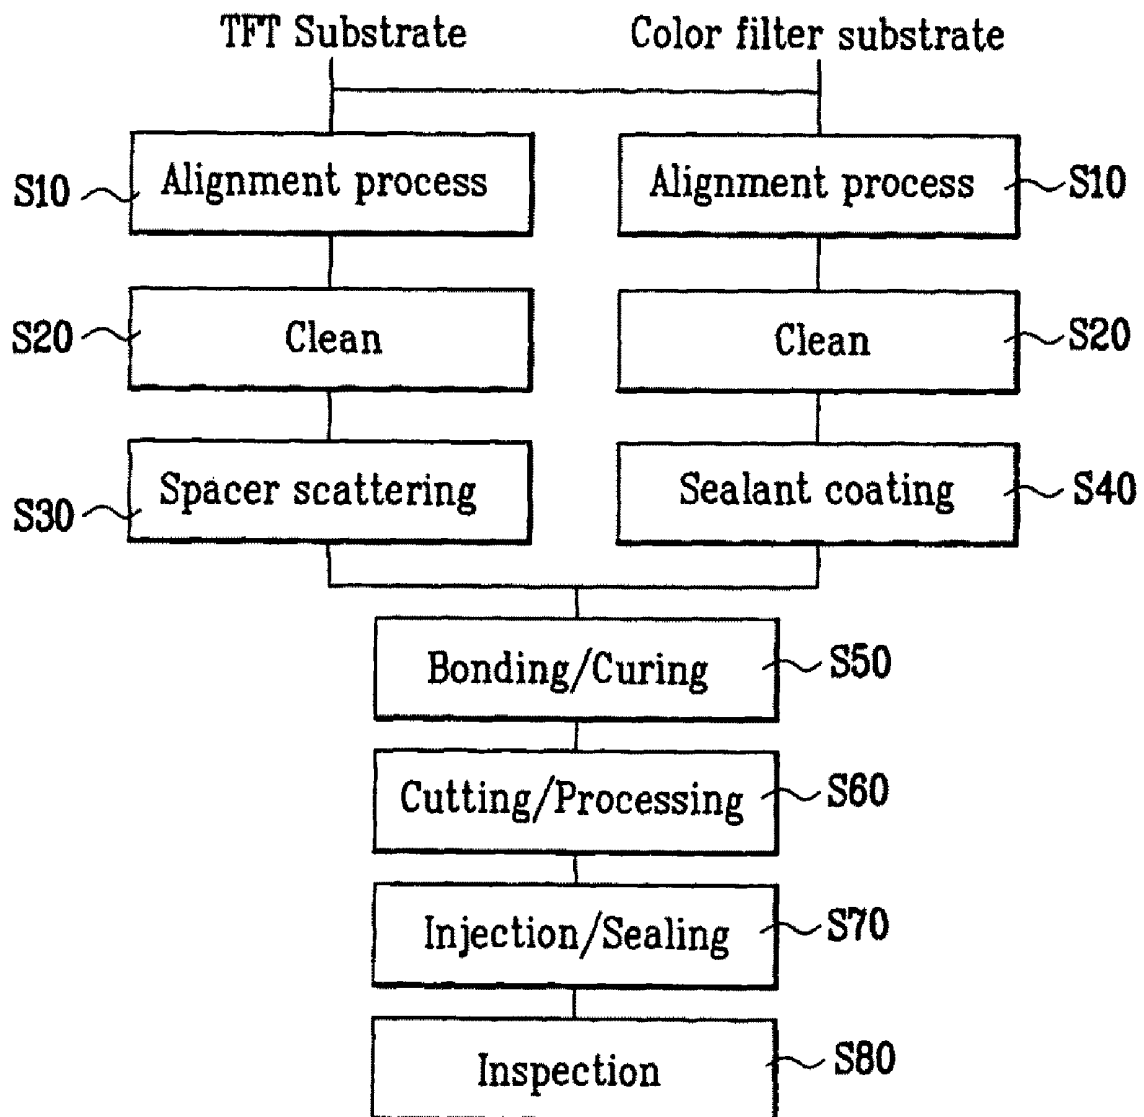 TFT Substrate
Color filter substrate
S10
Alignment process
Alignment process
S10
S20
Clean
Clean
S20
S30
Spacer scattering
Sealant coating
S40
Bonding/Curing
S50
Cutting/Processing
S60
Injection/Sealing
S70
Inspection
S80